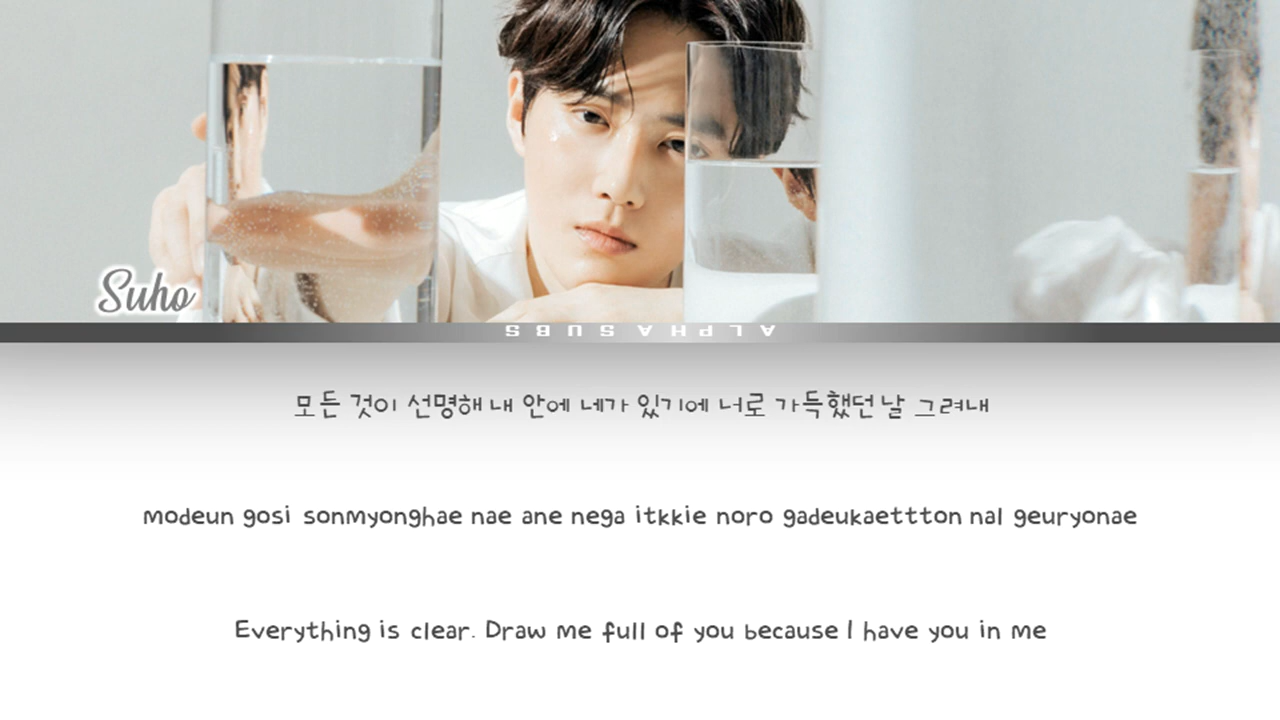 Suho
ALPHA SUBS
모든 것이 선명해 내 안에 네가 있기에 너로 가득했던 날 그려내
modeun gosi sonmyonghae nae ane nega itkkie noro gadeukaettton nal geuryonae
Everything is clear. Draw me full of you because I have you in me